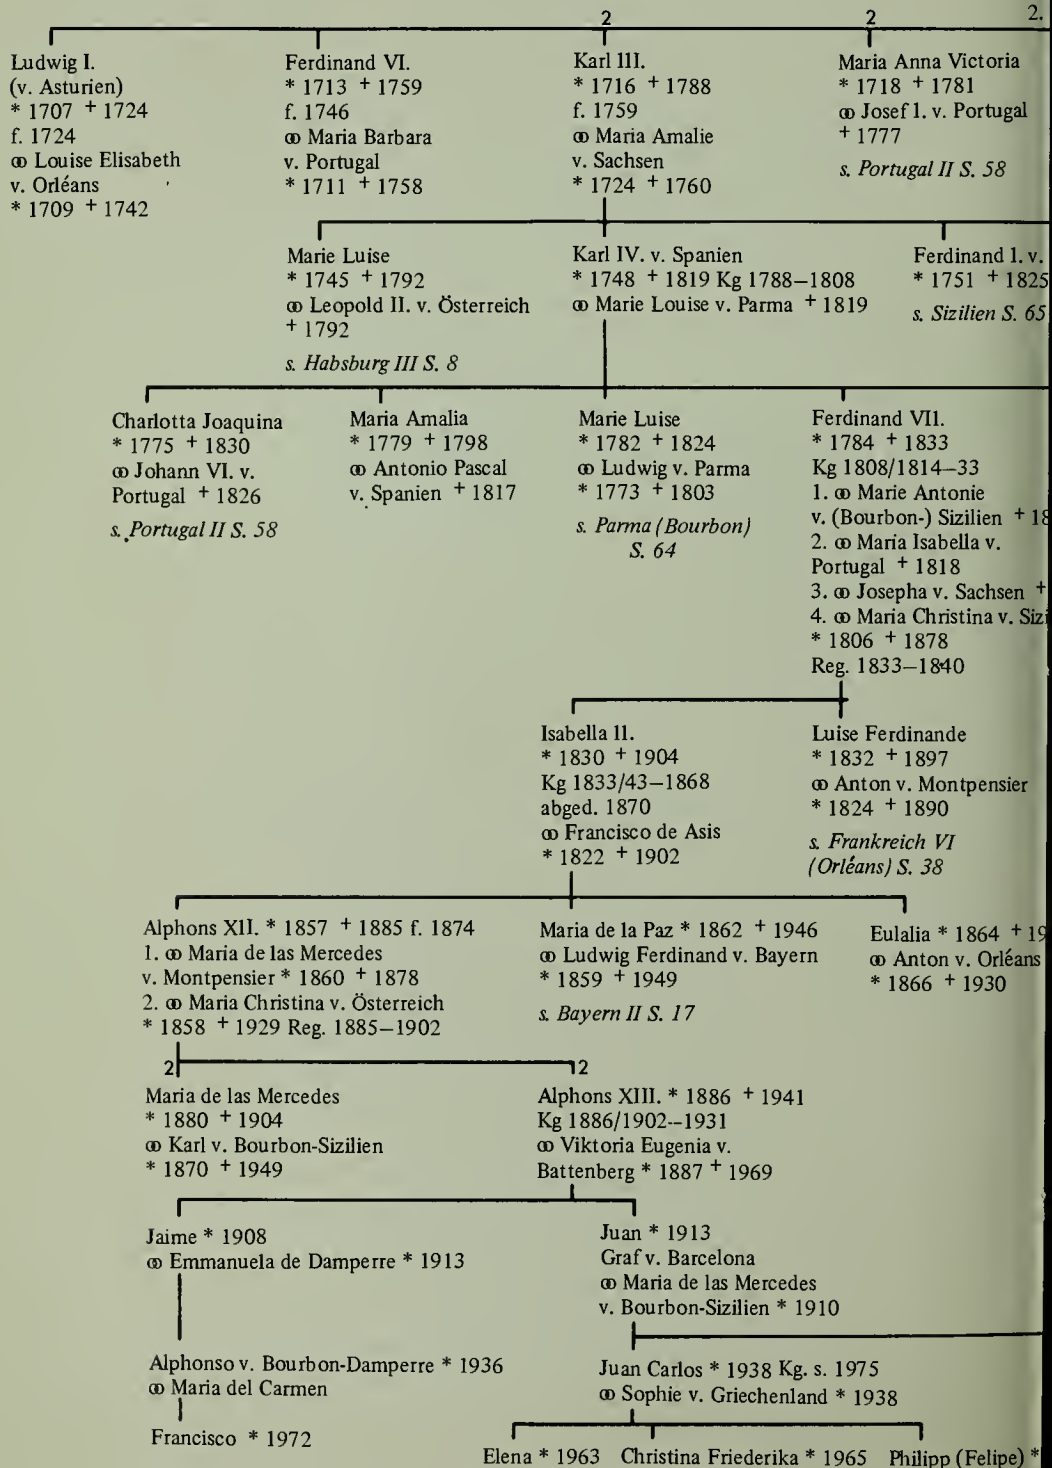 2 2 2.
Ludwig I.
(v. Asturien)
* 1707 + 1724
f. 1724
⚭ Louise Elisabeth
v. Orléans
* 1709 + 1742
Ferdinand VI.
* 1713 + 1759
f. 1746
⚭ Maria Barbara
v. Portugal
* 1711 + 1758
Karl III.
* 1716 + 1788
f. 1759
⚭ Maria Amalie
v. Sachsen
* 1724 + 1760
Maria Anna Victoria
* 1718 + 1781
⚭ Josef I. v. Portugal
+ 1777
s. Portugal II S. 58
Marie Luise
* 1745 + 1792
⚭ Leopold II. v. Österreich
+ 1792
s. Habsburg III S. 8
Karl IV. v. Spanien
* 1748 + 1819 Kg 1788–1808
⚭ Marie Louise v. Parma + 1819
Ferdinand I. v.
* 1751 + 1825
s. Sizilien S. 65
Charlotta Joaquina
* 1775 + 1830
⚭ Johann VI. v.
Portugal + 1826
s. Portugal II S. 58
Maria Amalia
* 1779 + 1798
⚭ Antonio Pascal
v. Spanien + 1817
Marie Luise
* 1782 + 1824
⚭ Ludwig v. Parma
* 1773 + 1803
s. Parma (Bourbon)
S. 64
Ferdinand VII.
* 1784 + 1833
Kg 1808/1814–33
1. ⚭ Marie Antonie
v. (Bourbon-) Sizilien + 18
2. ⚭ Maria Isabella v.
Portugal + 1818
3. ⚭ Josepha v. Sachsen +
4. ⚭ Maria Christina v. Sizi
* 1806 + 1878
Reg. 1833–1840
Isabella II.
* 1830 + 1904
Kg 1833/43–1868
abged. 1870
⚭ Francisco de Asis
* 1822 + 1902
Luise Ferdinande
* 1832 + 1897
⚭ Anton v. Montpensier
* 1824 + 1890
s. Frankreich VI
(Orléans) S. 38
Alphons XII. * 1857 + 1885 f. 1874
1. ⚭ Maria de las Mercedes
v. Montpensier * 1860 + 1878
2. ⚭ Maria Christina v. Österreich
* 1858 + 1929 Reg. 1885–1902
Maria de la Paz * 1862 + 1946
⚭ Ludwig Ferdinand v. Bayern
* 1859 + 1949
s. Bayern II S. 17
Eulalia * 1864 + 19
⚭ Anton v. Orléans
* 1866 + 1930
2 2
Maria de las Mercedes
* 1880 + 1904
⚭ Karl v. Bourbon-Sizilien
* 1870 + 1949
Alphons XIII. * 1886 + 1941
Kg 1886/1902--1931
⚭ Viktoria Eugenia v.
Battenberg * 1887 + 1969
Jaime * 1908
⚭ Emmanuela de Damperre * 1913
Juan * 1913
Graf v. Barcelona
⚭ Maria de las Mercedes
v. Bourbon-Sizilien * 1910
Alphonso v. Bourbon-Damperre * 1936
⚭ Maria del Carmen
Juan Carlos * 1938 Kg. s. 1975
⚭ Sophie v. Griechenland * 1938
Francisco * 1972
Elena * 1963 Christina Friederika * 1965 Philipp (Felipe) *